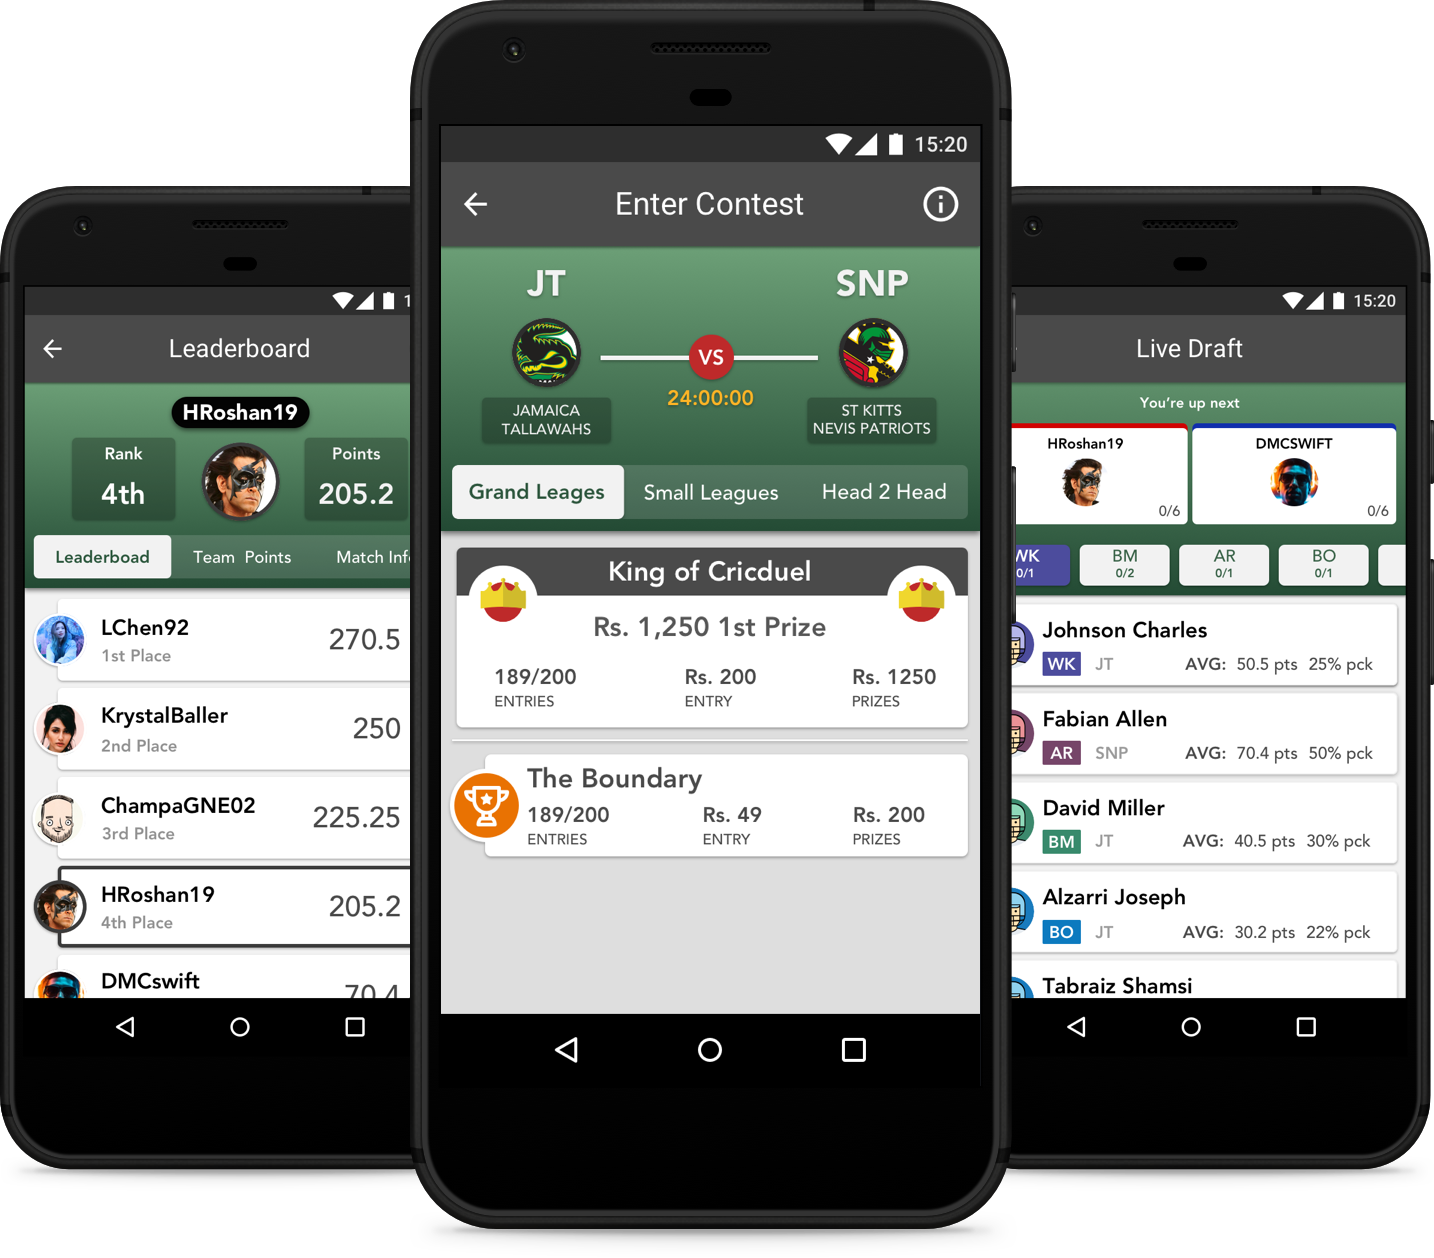 1
Leaderboard
HRoshan19
Rank
4th
Points
205.2
Leaderboad
Team Points
Match Inf
LChen92
1st Place
270.5
KrystalBaller
2nd Place
250
ChampaGNE02
3rd Place
225.25
HRoshan19
4th Place
205.2
DMCswift
70.4
15:20
Enter Contest
JT
SNP
VS
24:00:00
JAMAICA
TALLAWAHS
ST KITTS
NEVIS PATRIOTS
Grand Leages
Small Leagues
Head 2 Head
King of Cricduel
Rs. 1,250 1st Prize
189/200
ENTRIES
Rs. 200
ENTRY
Rs. 1250
PRIZES
The Boundary
189/200
ENTRIES
Rs. 49
ENTRY
Rs. 200
PRIZES
15:20
Live Draft
You're up next
HRoshan19
0/6
DMCSWIFT
0/6
WK
0/1
BM
0/2
AR
0/1
BO
0/1
Johnson Charles
WK JT AVG: 50.5 pts 25% pck
Fabian Allen
AR SNP AVG: 70.4 pts 50% pck
David Miller
BM JT AVG: 40.5 pts 30% pck
Alzarri Joseph
BO JT AVG: 30.2 pts 22% pck
Tabraiz Shamsi